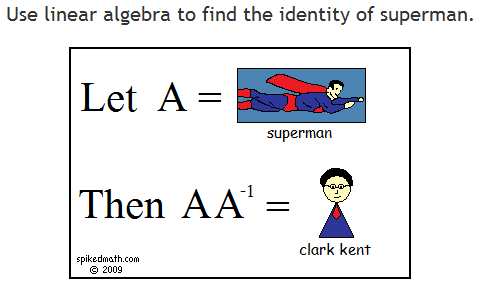 Use linear algebra to find the identity of superman.
Let A =
superman
Then AA⁻¹ =
clark kent
spikedmath.com
© 2009